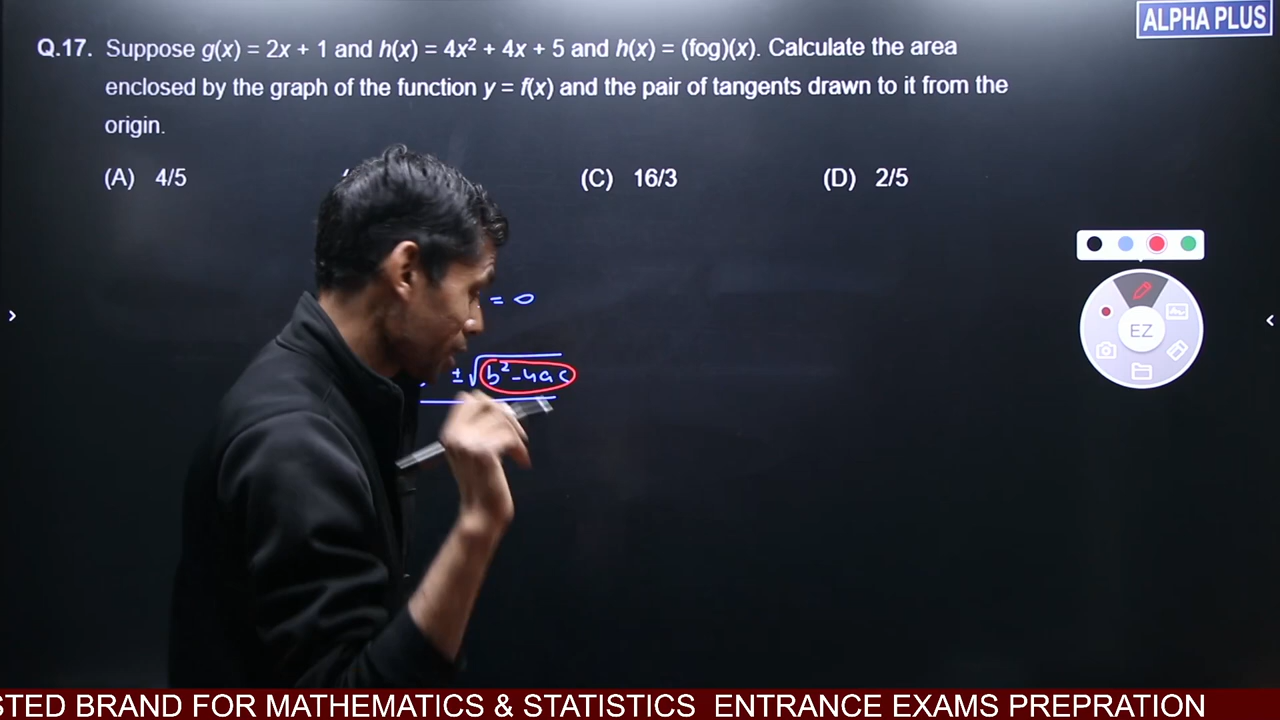 ALPHA PLUS
Q.17. Suppose g(x) = 2x + 1 and h(x) = 4x² + 4x + 5 and h(x) = (fog)(x). Calculate the area
enclosed by the graph of the function y = f(x) and the pair of tangents drawn to it from the
origin.
(A) 4/5 (C) 16/3 (D) 2/5
= 0
± √b² - 4ac
EZ
STED BRAND FOR MATHEMATICS & STATISTICS ENTRANCE EXAMS PREPRATION